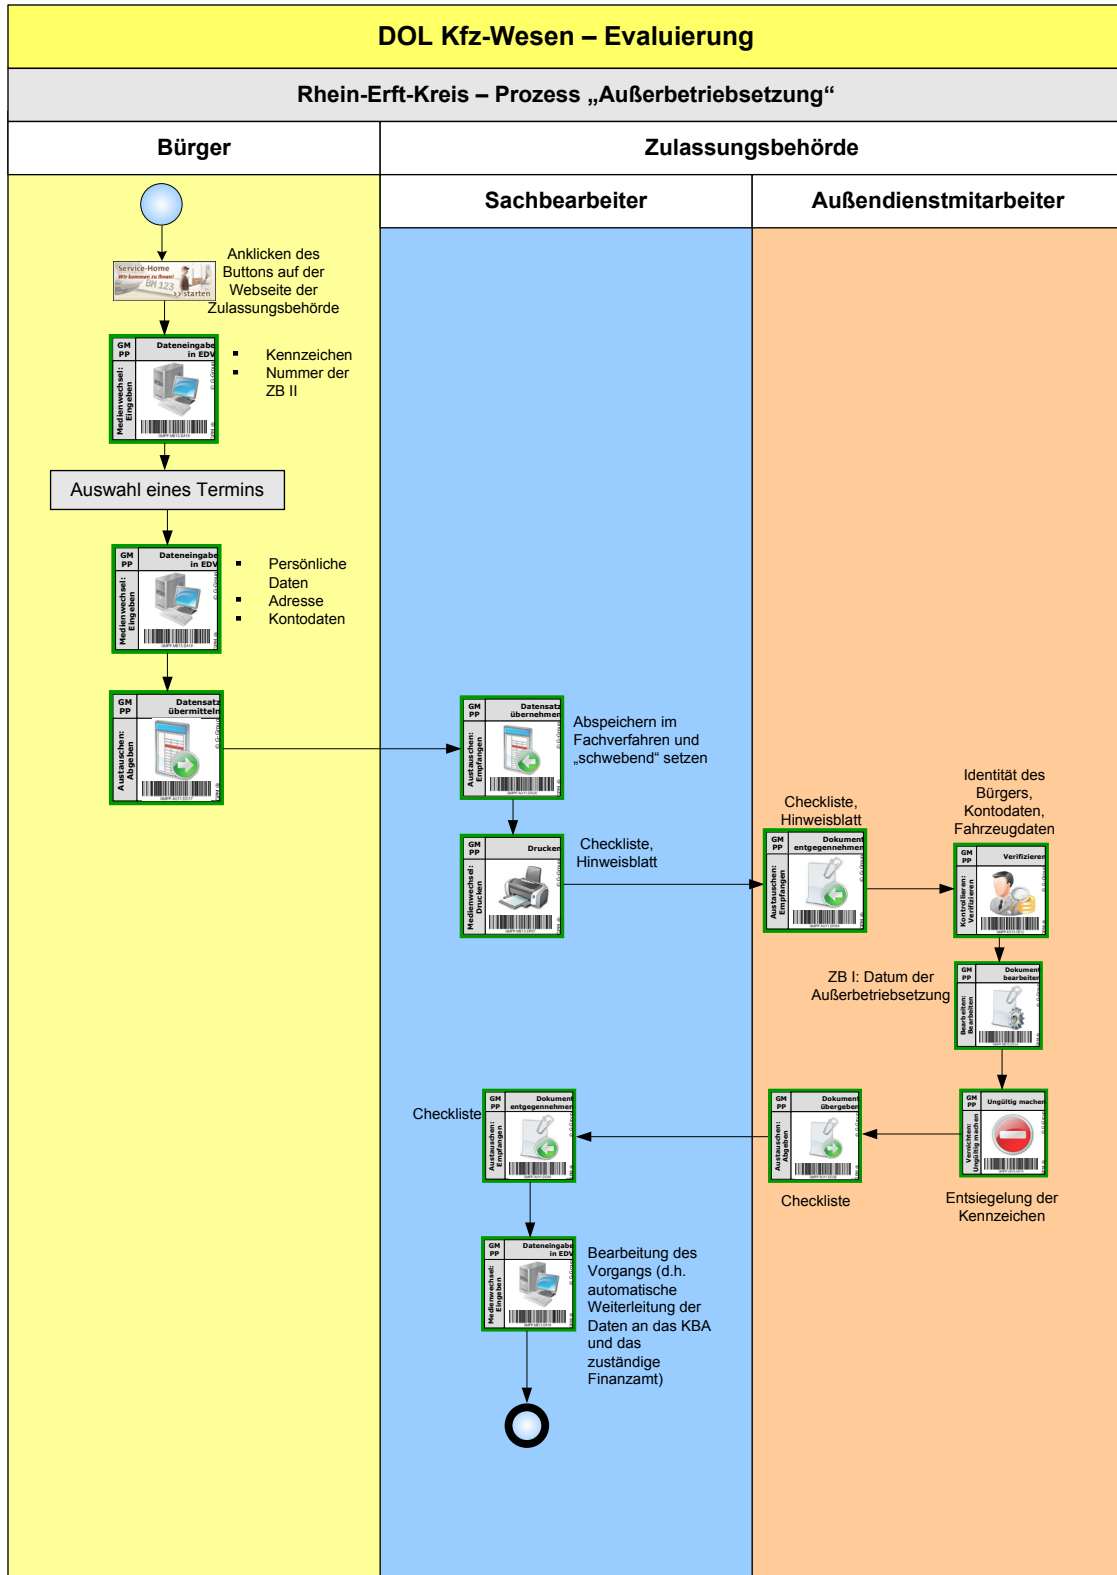 DOL Kfz-Wesen – Evaluierung
Rhein-Erft-Kreis – Prozess „Außerbetriebsetzung“
Bürger
Zulassungsbehörde
Sachbearbeiter
Außendienstmitarbeiter
Service-Home
Wir kommen zu Ihnen!
BM 123
>> starten
Anklicken des
Buttons auf der
Webseite der
Zulassungsbehörde
GM
PP
Dateneingabe
in EDV
Medienwechsel:
Eingeben
▪ Kennzeichen
▪ Nummer der
ZB II
Auswahl eines Termins
GM
PP
Dateneingabe
in EDV
Medienwechsel:
Eingeben
▪ Persönliche
Daten
▪ Adresse
▪ Kontodaten
GM
PP
Datensatz
übermitteln
Austauschen:
Abgeben
GM
PP
Datensatz
übernehmen
Austauschen:
Empfangen
Abspeichern im
Fachverfahren und
„schwebend“ setzen
GM
PP
Drucken
Medienwechsel:
Drucken
Checkliste,
Hinweisblatt
Checkliste,
Hinweisblatt
GM
PP
Dokument
entgegennehmen
Austauschen:
Empfangen
Identität des
Bürgers,
Kontodaten,
Fahrzeugdaten
GM
PP
Verifizieren
Kontrollieren:
Verifizieren
ZB I: Datum der
Außerbetriebsetzung
GM
PP
Dokument
bearbeiten
Bearbeiten:
Bearbeiten
GM
PP
Ungültig machen
Vernichten:
Ungültig machen
Entsiegelung der
Kennzeichen
GM
PP
Dokument
übergeben
Austauschen:
Abgeben
Checkliste
Checkliste
GM
PP
Dokument
entgegennehmen
Austauschen:
Empfangen
GM
PP
Dateneingabe
in EDV
Medienwechsel:
Eingeben
Bearbeitung des
Vorgangs (d.h.
automatische
Weiterleitung der
Daten an das KBA
und das
zuständige
Finanzamt)